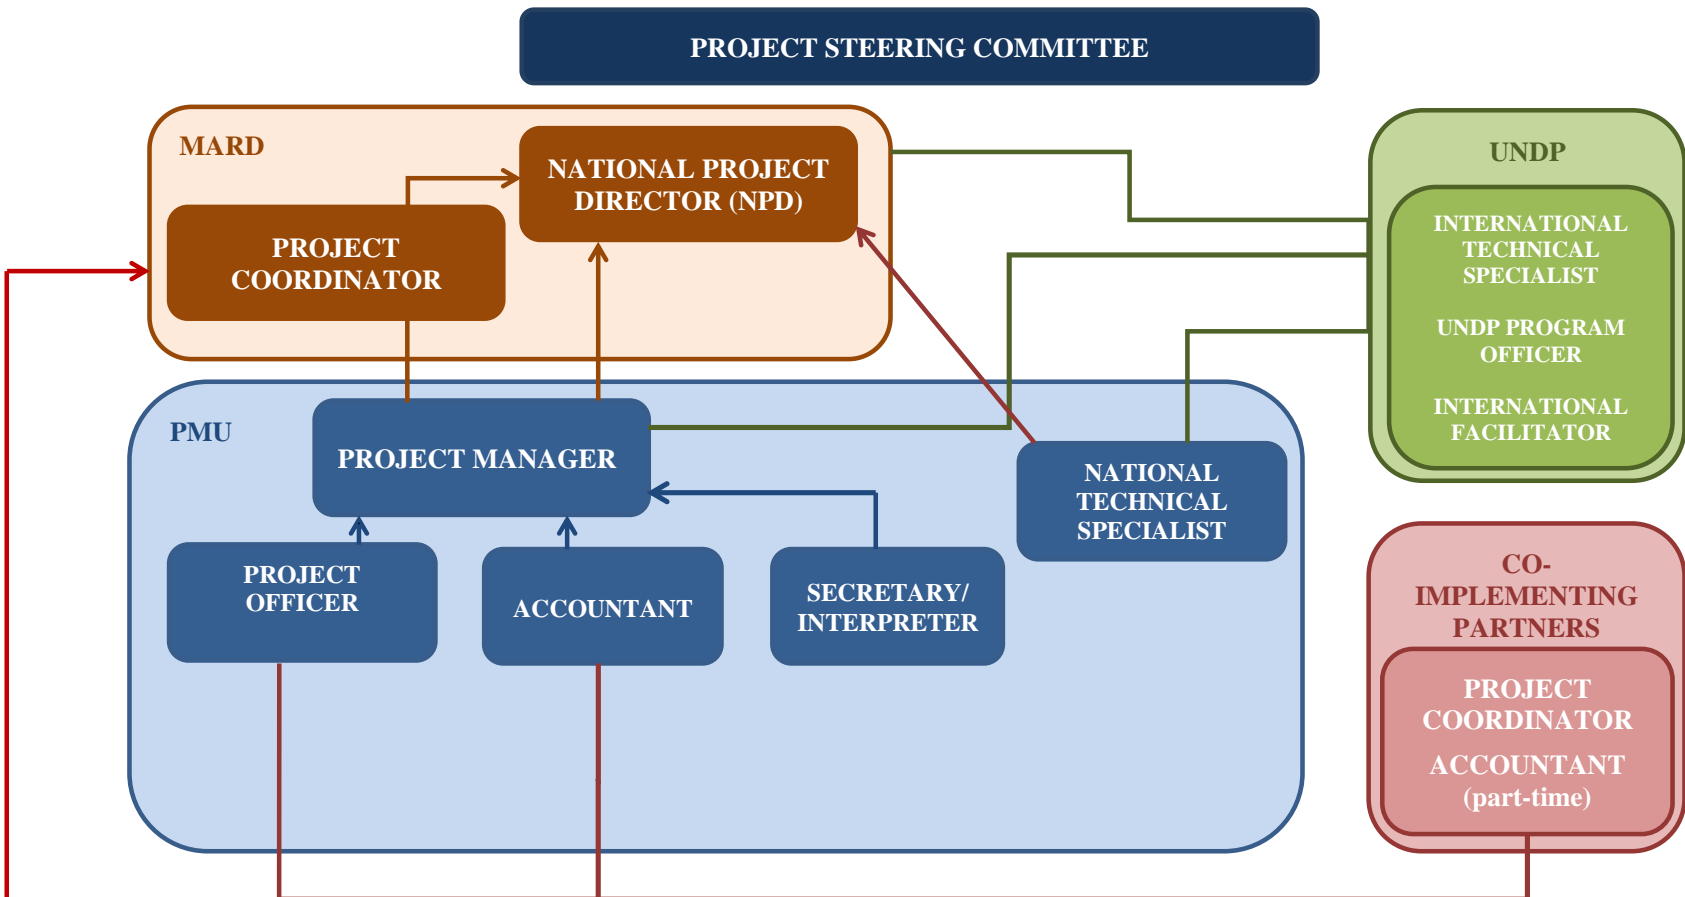 PROJECT STEERING COMMITTEE
MARD
NATIONAL PROJECT
DIRECTOR (NPD)
PROJECT
COORDINATOR
UNDP
INTERNATIONAL
TECHNICAL
SPECIALIST
UNDP PROGRAM
OFFICER
INTERNATIONAL
FACILITATOR
PMU
PROJECT MANAGER
NATIONAL
TECHNICAL
SPECIALIST
PROJECT
OFFICER
ACCOUNTANT
SECRETARY/
INTERPRETER
CO-
IMPLEMENTING
PARTNERS
PROJECT
COORDINATOR
ACCOUNTANT
(part-time)